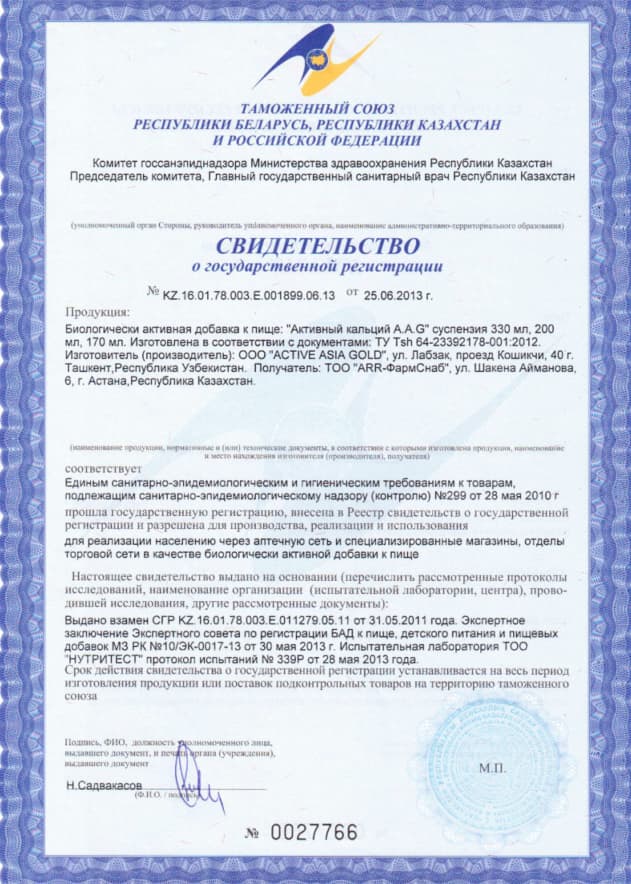 ТАМОЖЕННЫЙ СОЮЗ
РЕСПУБЛИКИ БЕЛАРУСЬ, РЕСПУБЛИКИ КАЗАХСТАН
И РОССИЙСКОЙ ФЕДЕРАЦИИ
Комитет госсанэпиднадзора Министерства здравоохранения Республики Казахстан
Председатель комитета, Главный государственный санитарный врач Республики Казахстан
(уполномоченный орган Стороны, руководитель уполномоченного органа, наименование административно-территориального образования)
СВИДЕТЕЛЬСТВО
о государственной регистрации
№ KZ.16.01.78.003.E.001899.06.13 от 25.06.2013 г.
Продукция:
Биологически активная добавка к пище: "Активный кальций A.A.G" суспензия 330 мл, 200
мл, 170 мл. Изготовлена в соответствии с документами: ТУ Tsh 64-23392178-001:2012.
Изготовитель (производитель): ООО "ACTIVE ASIA GOLD", ул. Лабзак, проезд Кошикчи, 40 г.
Ташкент,Республика Узбекистан. Получатель: ТОО "ARR-ФармСнаб", ул. Шакена Айманова,
6, г. Астана,Республика Казахстан.
(наименование продукции, нормативные и (или) технические документы, в соответствии с которыми изготовлена продукция, наименование
и место нахождения изготовителя (производителя), получателя)
соответствует
Единым санитарно-эпидемиологическим и гигиеническим требованиям к товарам,
подлежащим санитарно-эпидемиологическому надзору (контролю) №299 от 28 мая 2010 г
прошла государственную регистрацию, внесена в Реестр свидетельств о государственной
регистрации и разрешена для производства, реализации и использования
для реализации населению через аптечную сеть и специализированные магазины, отделы
торговой сети в качестве биологически активной добавки к пище
Настоящее свидетельство выдано на основании (перечислить рассмотренные протоколы
исследований, наименование организации (испытательной лаборатории, центра), прово-
дившей исследования, другие рассмотренные документы):
Выдано взамен СГР KZ.16.01.78.003.E.011279.05.11 от 31.05.2011 года. Экспертное
заключение Экспертного совета по регистрации БАД к пище, детского питания и пищевых
добавок МЗ РК №10/ЭК-0017-13 от 30 мая 2013 г. Испытательная лаборатория ТОО
"НУТРИТЕСТ" протокол испытаний № 339Р от 28 мая 2013 года.
Срок действия свидетельства о государственной регистрации устанавливается на весь период
изготовления продукции или поставок подконтрольных товаров на территорию таможенного
союза
Подпись, ФИО, должность уполномоченного лица,
выдавшего документ, и печать органа (учреждения),
выдавшего документ
Н.Садвакасов
(Ф.И.О. / подпись)
М.П.
№ 0027766